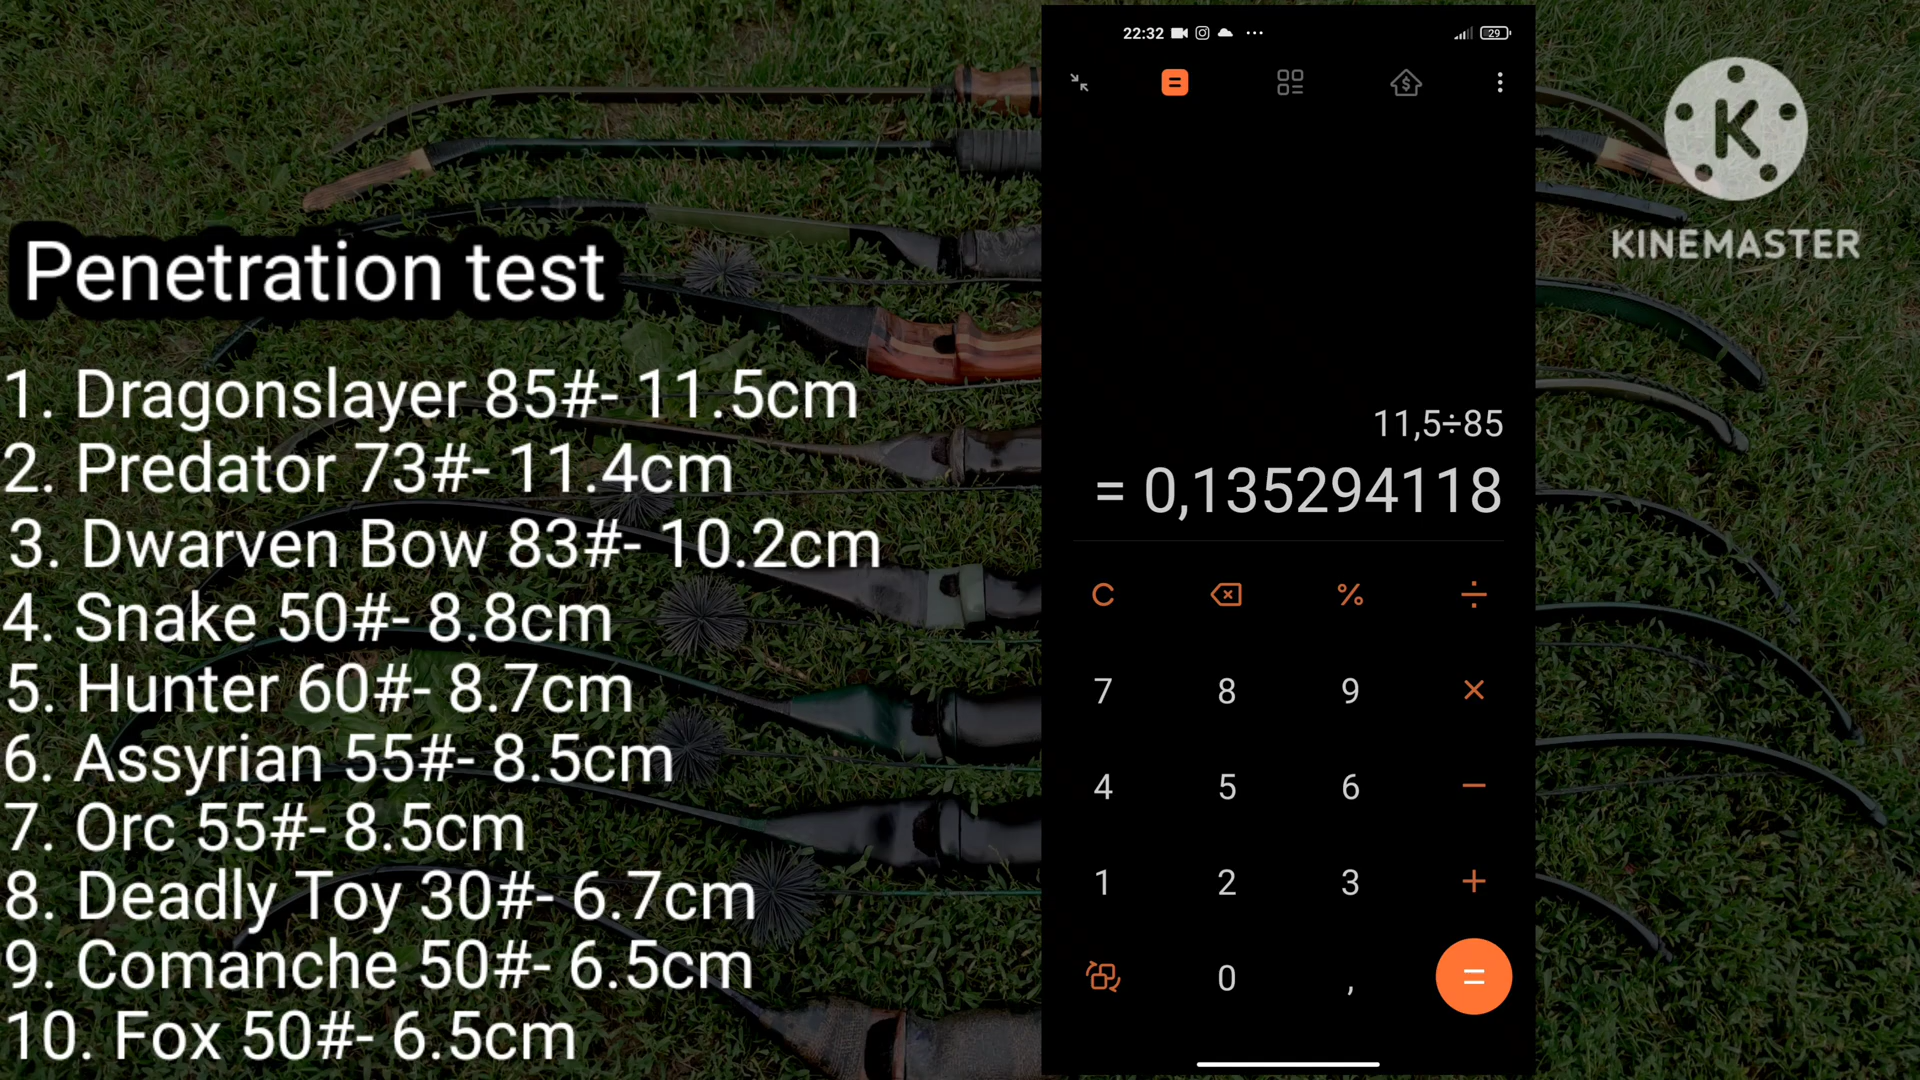 Penetration test
1. Dragonslayer 85#- 11.5cm
2. Predator 73#- 11.4cm
3. Dwarven Bow 83#- 10.2cm
4. Snake 50#- 8.8cm
5. Hunter 60#- 8.7cm
6. Assyrian 55#- 8.5cm
7. Orc 55#- 8.5cm
8. Deadly Toy 30#- 6.7cm
9. Comanche 50#- 6.5cm
10. Fox 50#- 6.5cm
22:32 ... 29
11,5÷85
= 0,135294118
C % ÷
7 8 9 ×
4 5 6 −
1 2 3 +
0 , =
K
KINEMASTER